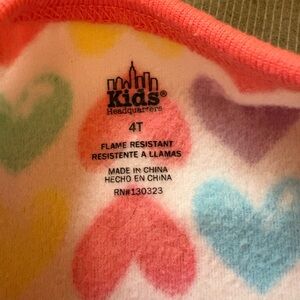 Kids®
Headquarters
4T
FLAME RESISTANT
RESISTENTE A LLAMAS
MADE IN CHINA
HECHO EN CHINA
RN#130323